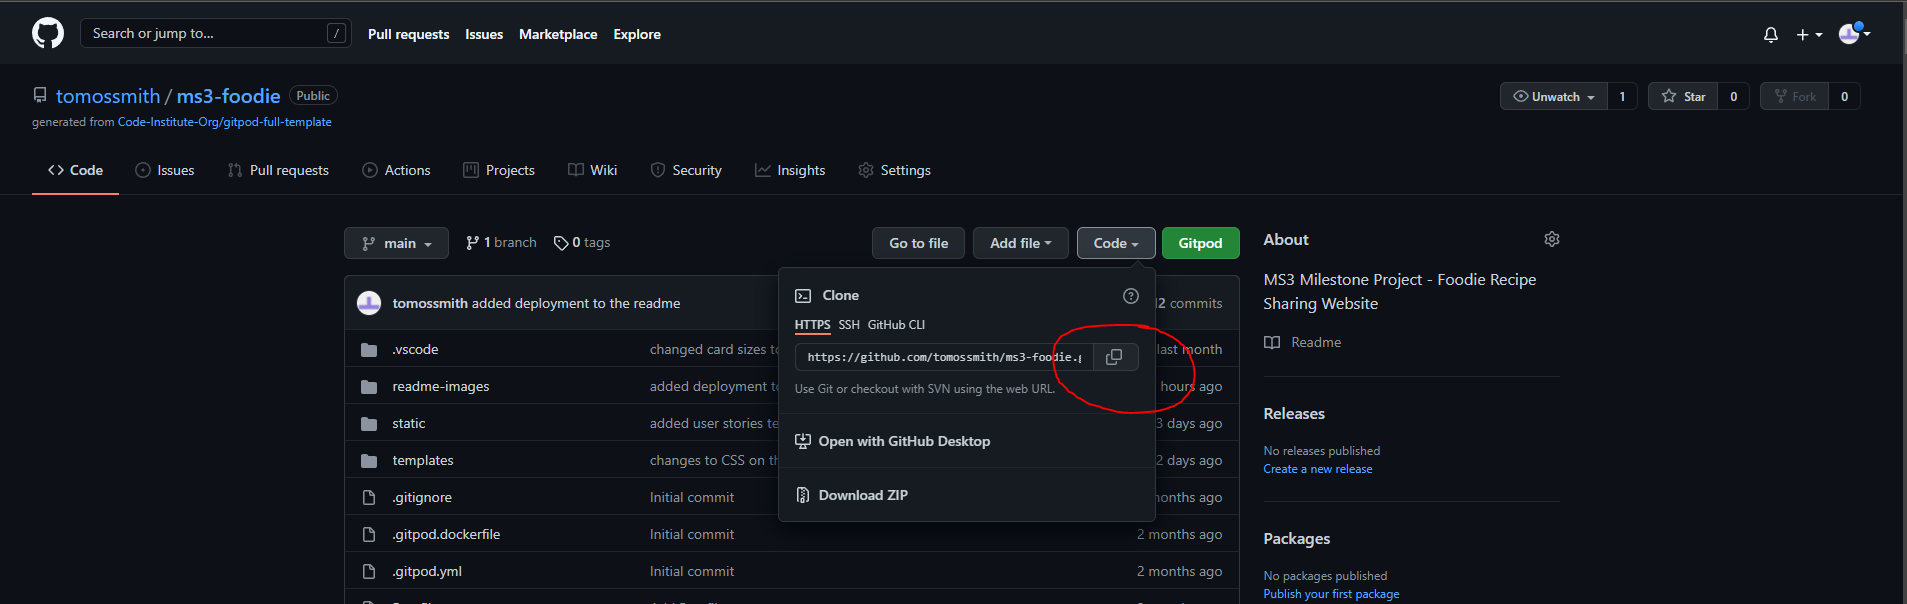 Search or jump to... /
Pull requests Issues Marketplace Explore
tomossmith / ms3-foodie Public
Unwatch 1 Star 0 Fork 0
generated from Code-Institute-Org/gitpod-full-template
Code Issues Pull requests Actions Projects Wiki Security Insights Settings
main 1 branch 0 tags
Go to file Add file Code Gitpod
About
MS3 Milestone Project - Foodie Recipe
Sharing Website
Readme
Releases
No releases published
Create a new release
Packages
No packages published
Publish your first package
tomossmith added deployment to the readme
2 commits
Clone
HTTPS SSH GitHub CLI
https://github.com/tomossmith/ms3-foodie.g
Use Git or checkout with SVN using the web URL.
Open with GitHub Desktop
Download ZIP
.vscode changed card sizes to last month
readme-images added deployment to hours ago
static added user stories te 3 days ago
templates changes to CSS on th 2 days ago
.gitignore Initial commit months ago
.gitpod.dockerfile Initial commit 2 months ago
.gitpod.yml Initial commit 2 months ago